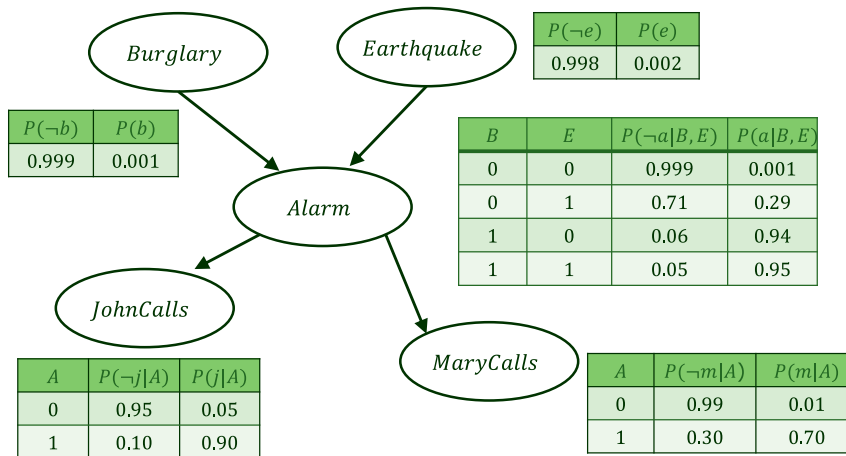 Burglary
Earthquake
P(¬e) P(e)
0.998 0.002
P(¬b) P(b)
0.999 0.001
B E P(¬a|B,E) P(a|B,E)
0 0 0.999 0.001
0 1 0.71 0.29
1 0 0.06 0.94
1 1 0.05 0.95
Alarm
JohnCalls
MaryCalls
A P(¬j|A) P(j|A)
0 0.95 0.05
1 0.10 0.90
A P(¬m|A) P(m|A)
0 0.99 0.01
1 0.30 0.70